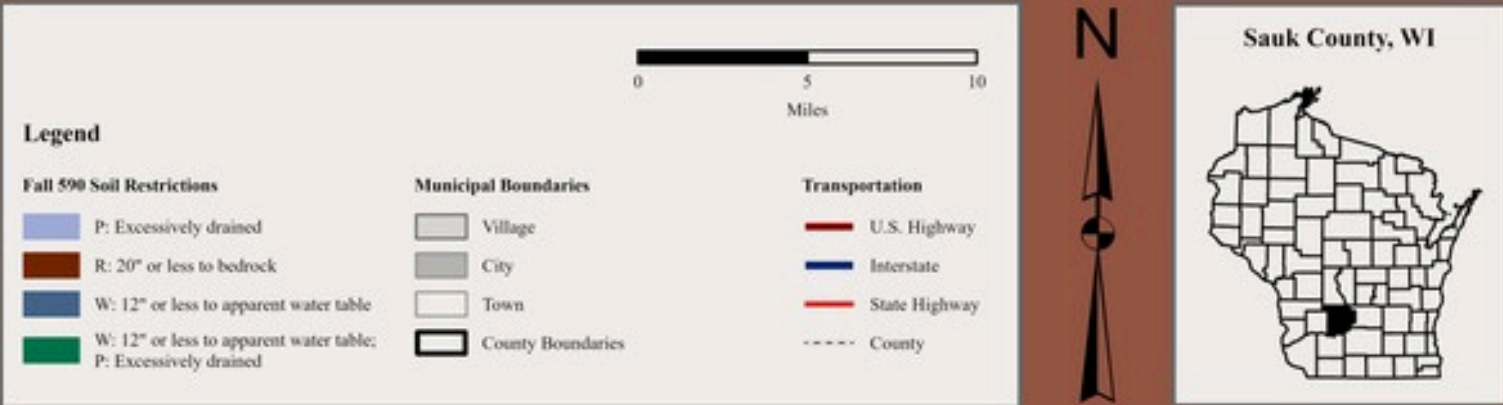 0 5 10
Miles
Legend
Fall 590 Soil Restrictions
P: Excessively drained
R: 20" or less to bedrock
W: 12" or less to apparent water table
W: 12" or less to apparent water table;
P: Excessively drained
Municipal Boundaries
Village
City
Town
County Boundaries
Transportation
U.S. Highway
Interstate
State Highway
County
N
Sauk County, WI